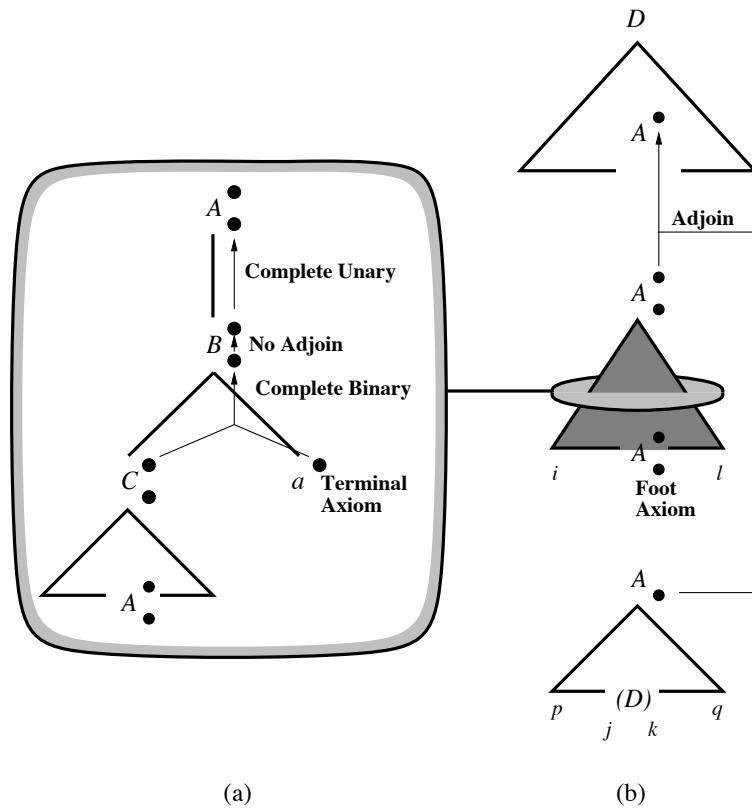 D
A
Adjoin
A
Complete Unary
B
No Adjoin
Complete Binary
C
a
Terminal
Axiom
A
A
A
i
l
Foot
Axiom
A
p
(D)
q
j
k
(a)
(b)